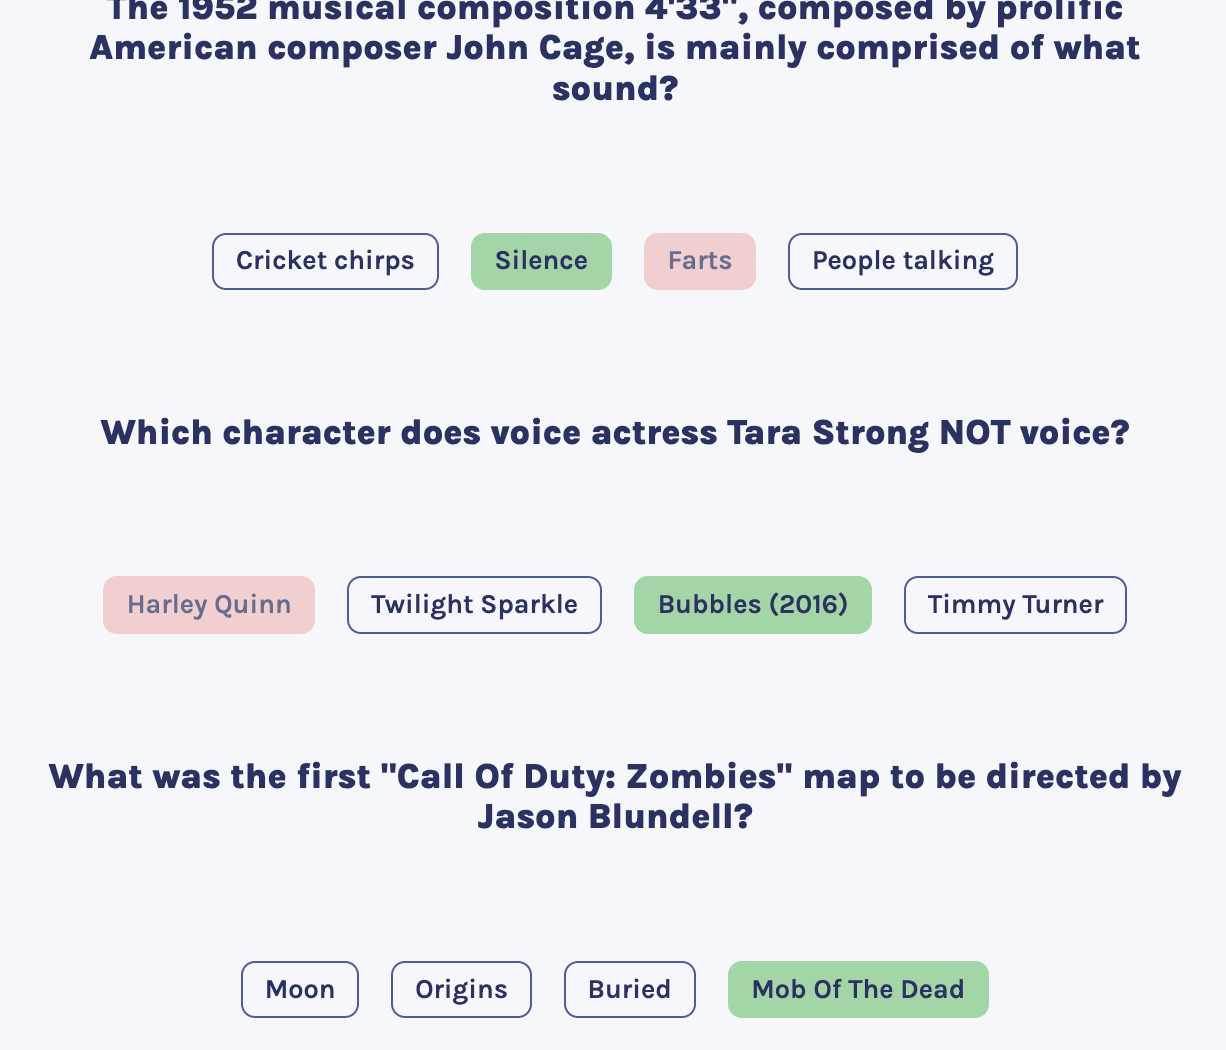 The 1952 musical composition 4'33", composed by prolific
American composer John Cage, is mainly comprised of what
sound?
Cricket chirps
Silence
Farts
People talking
Which character does voice actress Tara Strong NOT voice?
Harley Quinn
Twilight Sparkle
Bubbles (2016)
Timmy Turner
What was the first "Call Of Duty: Zombies" map to be directed by
Jason Blundell?
Moon
Origins
Buried
Mob Of The Dead